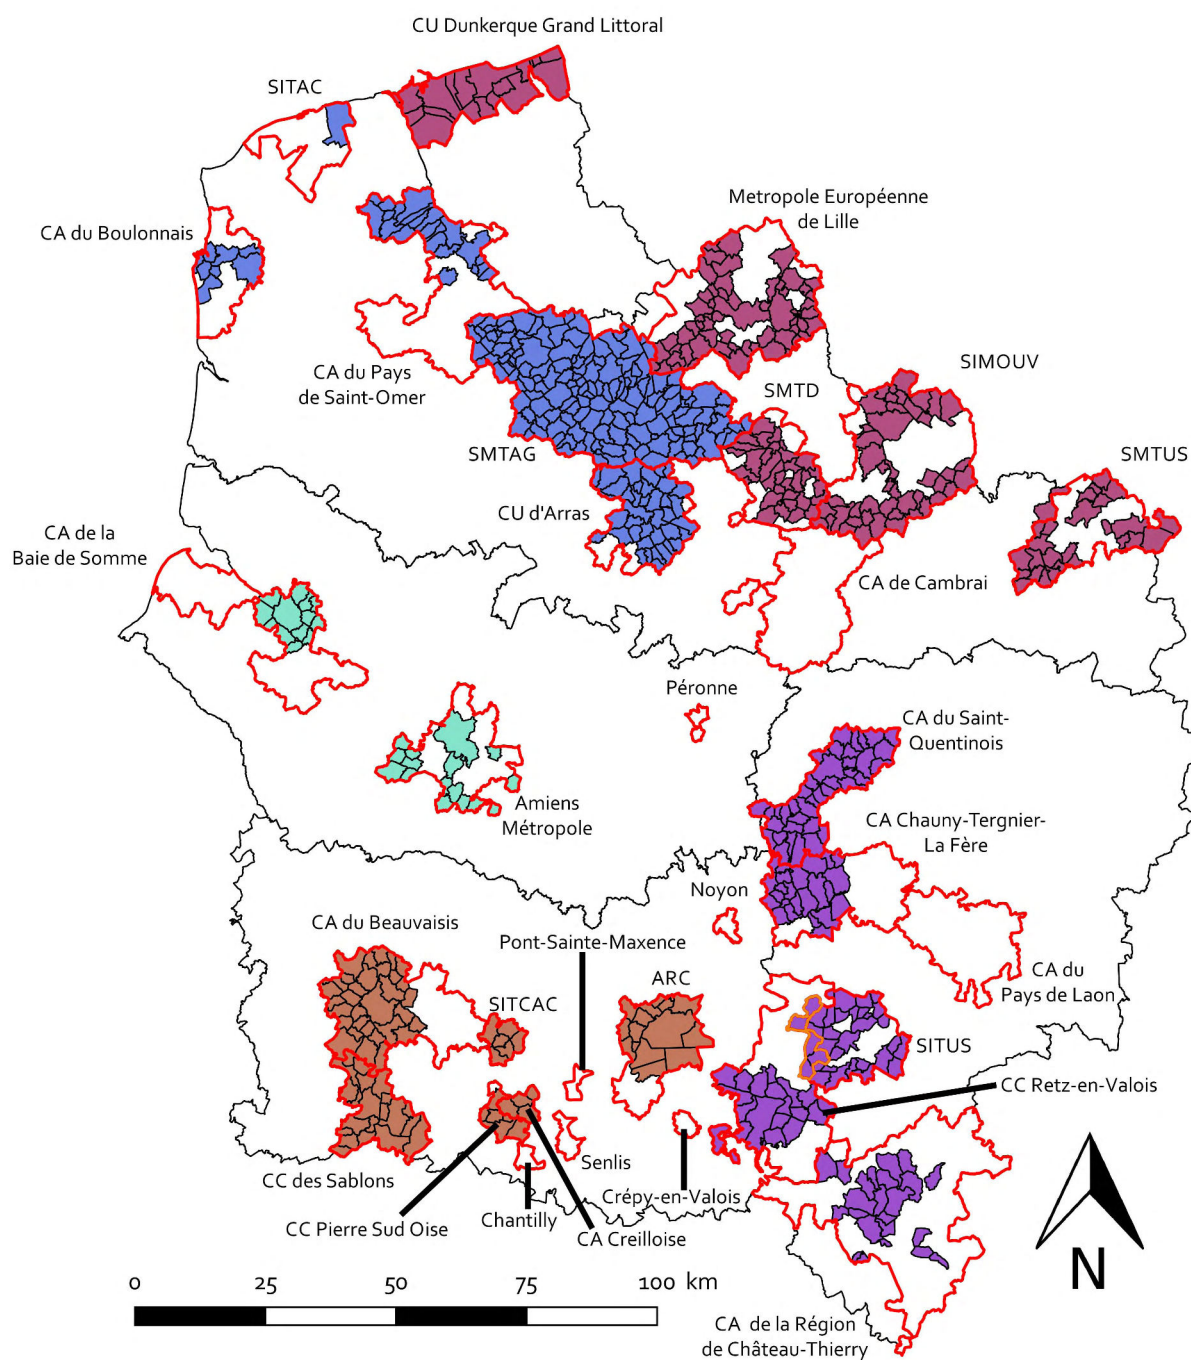 CU Dunkerque Grand Littoral
SITAC
Metropole Européenne
de Lille
CA du Boulonnais
CA du Pays
de Saint-Omer
SIMOUV
SMTD
SMTAG
SMTUS
CU d'Arras
CA de la
Baie de Somme
CA de Cambrai
Péronne
CA du Saint-
Quentinois
Amiens
Métropole
CA Chauny-Tergnier-
La Fère
Noyon
CA du Beauvaisis
Pont-Sainte-Maxence
ARC
CA du
Pays de Laon
SITCAC
SITUS
CC Retz-en-Valois
Senlis
CC des Sablons
Crépy-en-Valois
Chantilly
CC Pierre Sud Oise
CA Creilloise
N
0 25 50 75 100 km
CA de la Région
de Château-Thierry